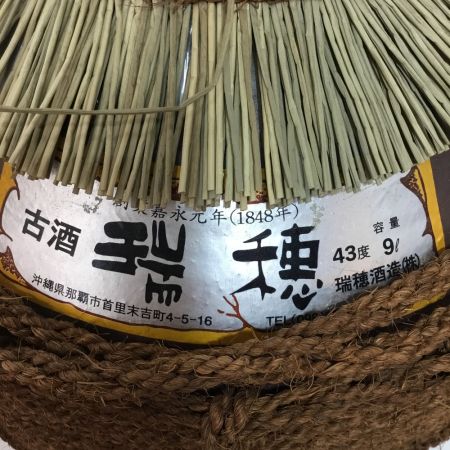 創業嘉永元年(1848年)
古酒 瑞穂 43度 容量 9ℓ
瑞穂酒造(株)
沖縄県那覇市首里末吉町4-5-16 TEL